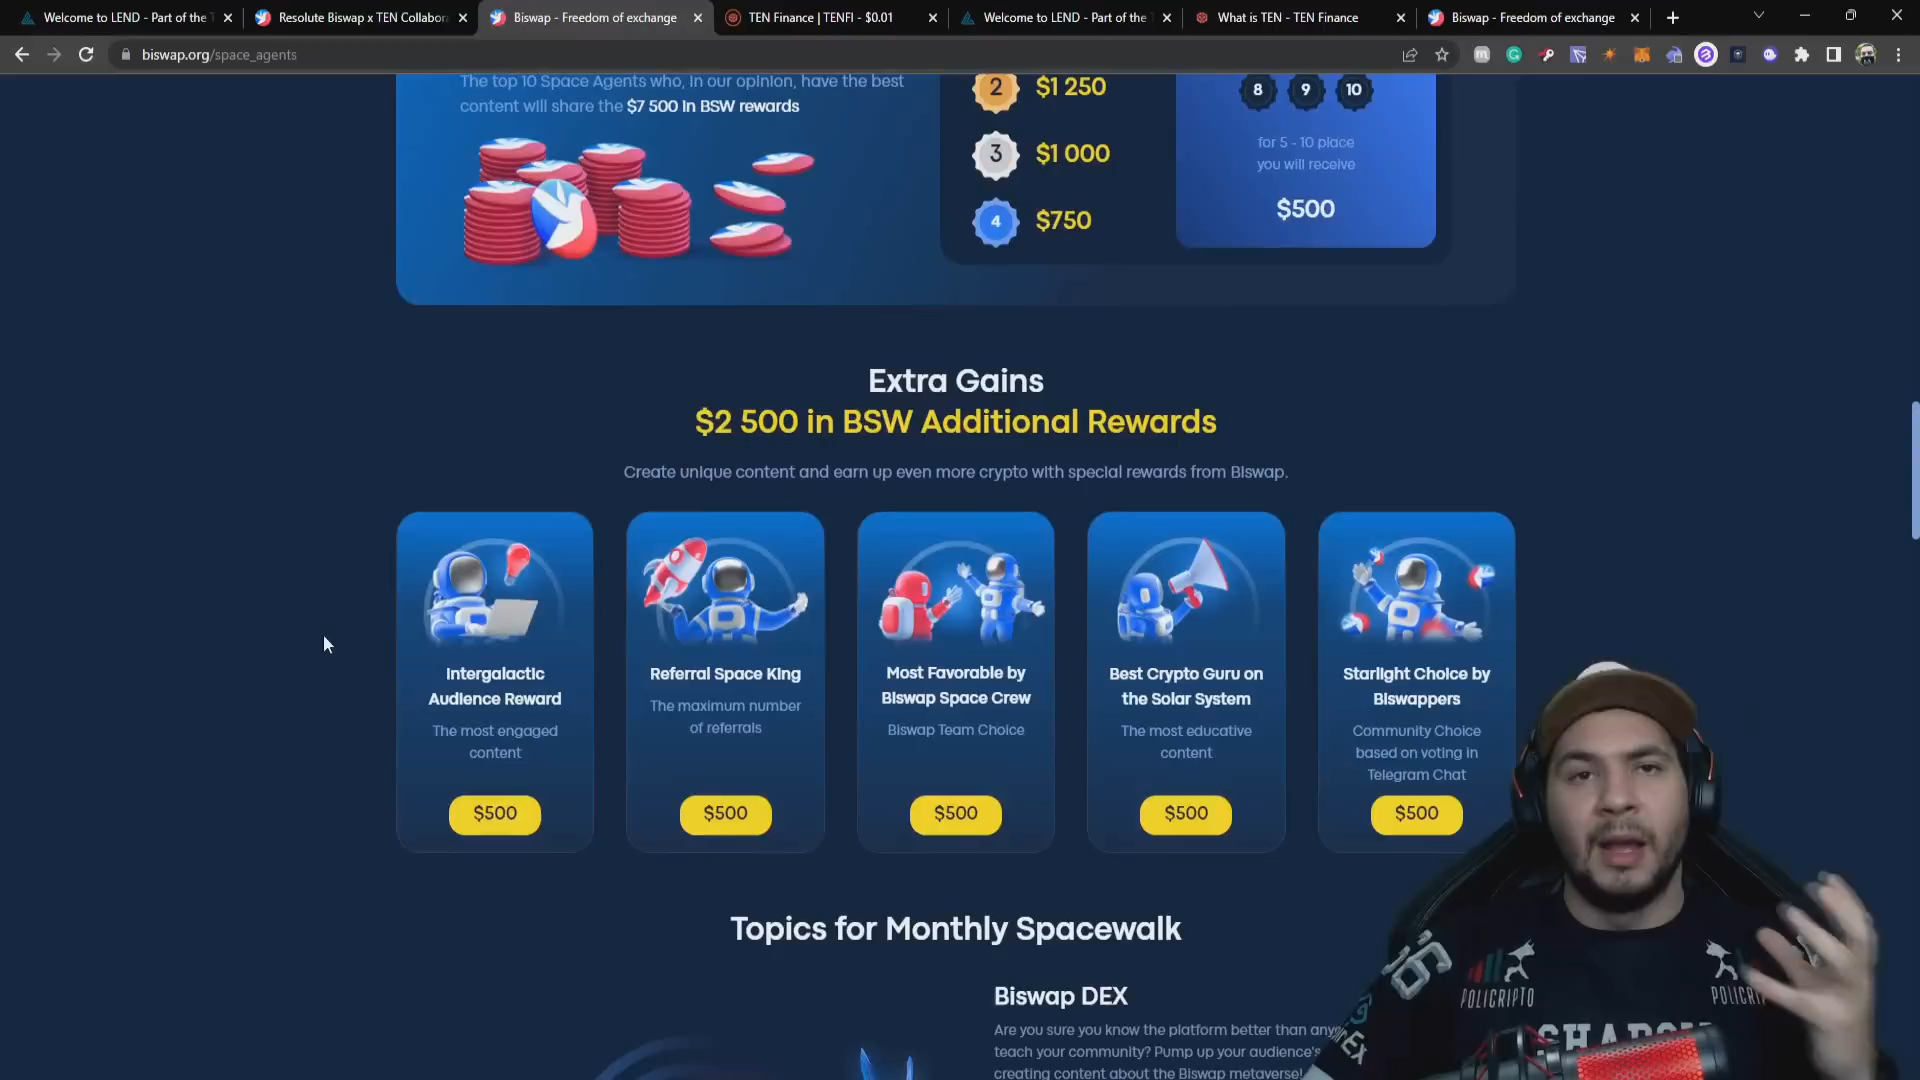 Welcome to LEND - Part of the
Resolute Biswap x TEN Collabor
Biswap - Freedom of exchange
TEN Finance | TENFI - $0.01
Welcome to LEND - Part of the
What is TEN - TEN Finance
Biswap - Freedom of exchange
biswap.org/space_agents
The top 10 Space Agents who, in our opinion, have the best
content will share the $7 500 in BSW rewards
2 $1 250
3 $1 000
4 $750
8 9 10
for 5 - 10 place
you will receive
$500
Extra Gains
$2 500 in BSW Additional Rewards
Create unique content and earn up even more crypto with special rewards from Biswap.
Intergalactic
Audience Reward
The most engaged
content
$500
Referral Space King
The maximum number
of referrals
$500
Most Favorable by
Biswap Space Crew
Biswap Team Choice
$500
Best Crypto Guru on
the Solar System
The most educative
content
$500
Starlight Choice by
Biswappers
Community Choice
based on voting in
Telegram Chat
$500
Topics for Monthly Spacewalk
Biswap DEX
Are you sure you know the platform better than any
teach your community? Pump up your audience's
creating content about the Biswap metaverse!
POLICRIPTO